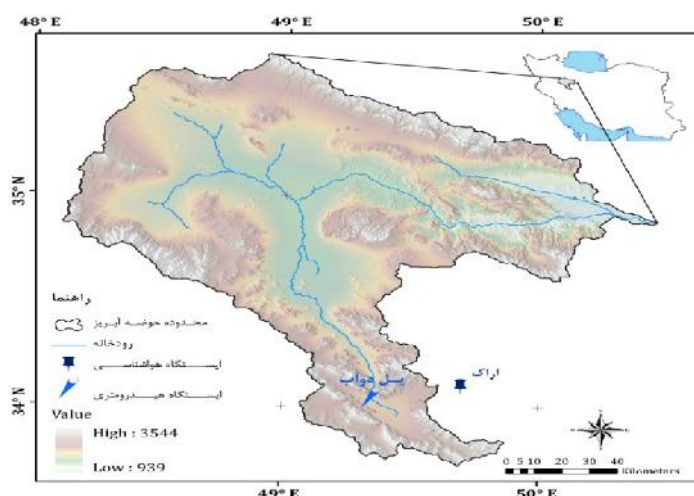 48° E 49° E 50° E
35° N
34° N
راهنما
محدوده حوضه آبریز
رودخانه
ایستگاه هواشناسی
ایستگاه هیدرومتری
Value
High : 3544
Low : 939
پل دواب
اراک
0 5 10 20 30 40
Kilometers
49° E 50° E